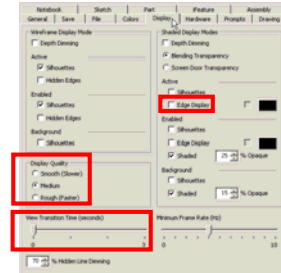 Notebook Sketch Part iFeature Assembly
General Save File Colors Display Hardware Prompts Drawing
Wireframe Display Mode
Depth Dimming
Active
Silhouettes
Hidden Edges
Enabled
Silhouettes
Hidden Edges
Background
Silhouettes
Display Quality
Smooth (Slower)
Medium
Rough (Faster)
View Transition Time (seconds)
0 3
70 % Hidden Line Dimming
Shaded Display Modes
Depth Dimming
Blending Transparency
Screen Door Transparency
Active
Silhouettes
Edge Display
Enabled
Silhouettes
Edge Display
Shaded 25 % Opaque
Background
Silhouettes
Shaded 15 % Opaque
Minimum Frame Rate (Hz)
0 10